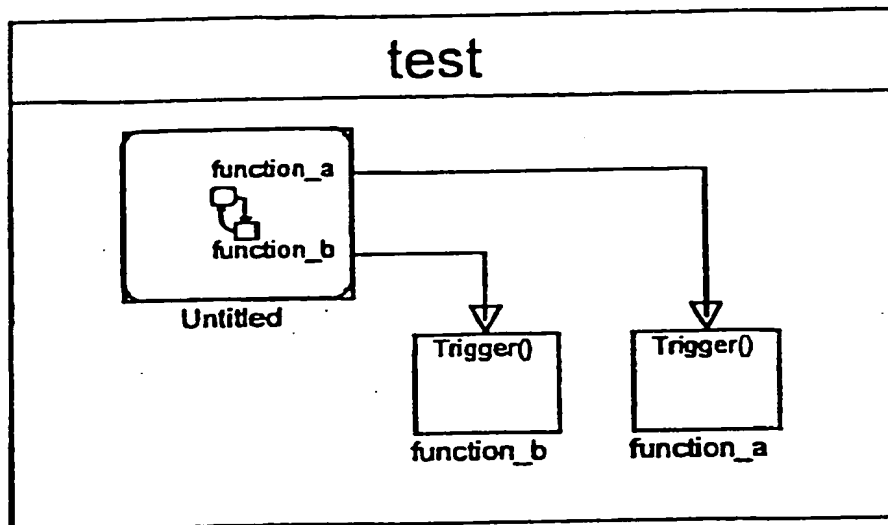 test
function_a
function_b
Untitled
Trigger()
Trigger()
function_b
function_a